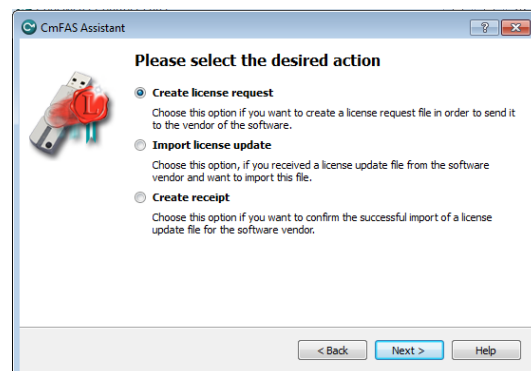 CmFAS Assistant
Please select the desired action
Create license request
Choose this option if you want to create a license request file in order to send it
to the vendor of the software.
Import license update
Choose this option, if you received a license update file from the software
vendor and want to import this file.
Create receipt
Choose this option if you want to confirm the successful import of a license
update file for the software vendor.
L
< Back Next > Help